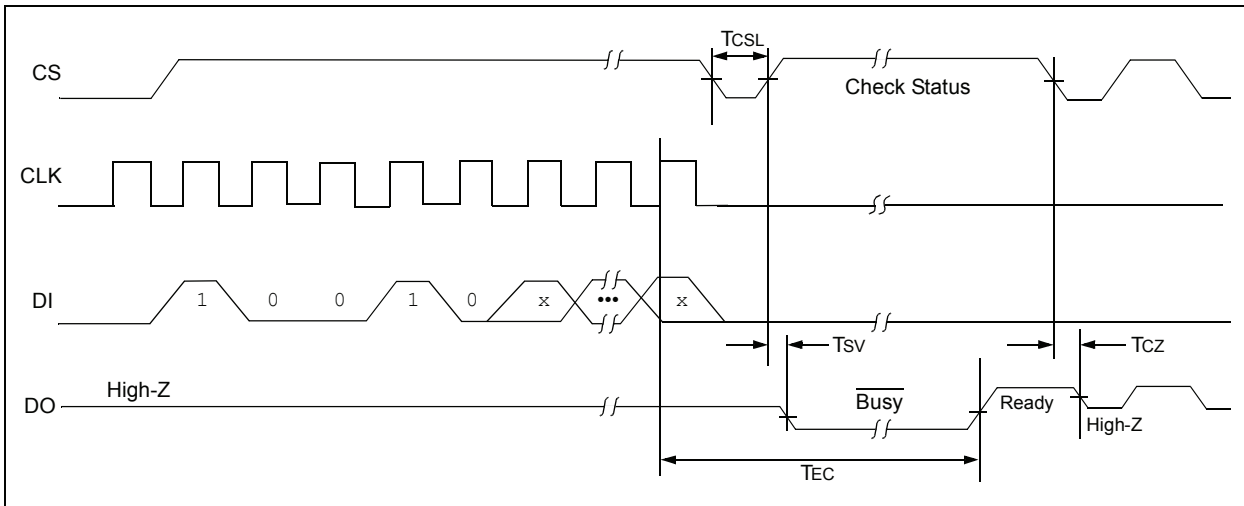 TCSL
CS
Check Status
CLK
DI
1 0 0 1 0 x ••• x
TSV
TCZ
High-Z
DO
Busy
Ready
High-Z
TEC